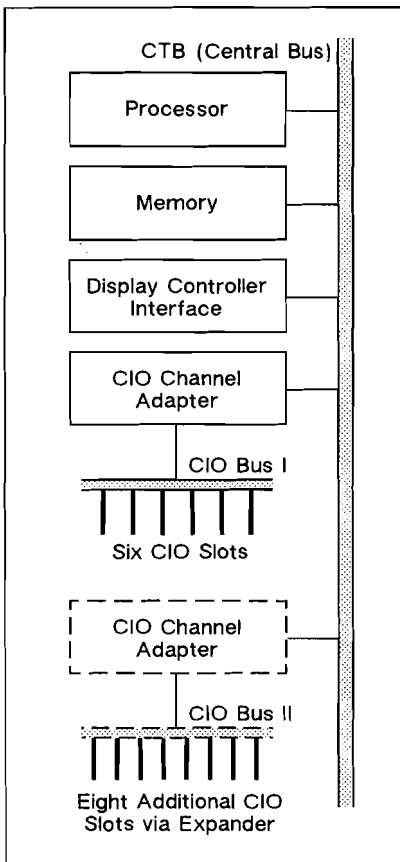 CTB (Central Bus)
Processor
Memory
Display Controller
Interface
CIO Channel
Adapter
CIO Bus I
Six CIO Slots
CIO Channel
Adapter
CIO Bus II
Eight Additional CIO
Slots via Expander